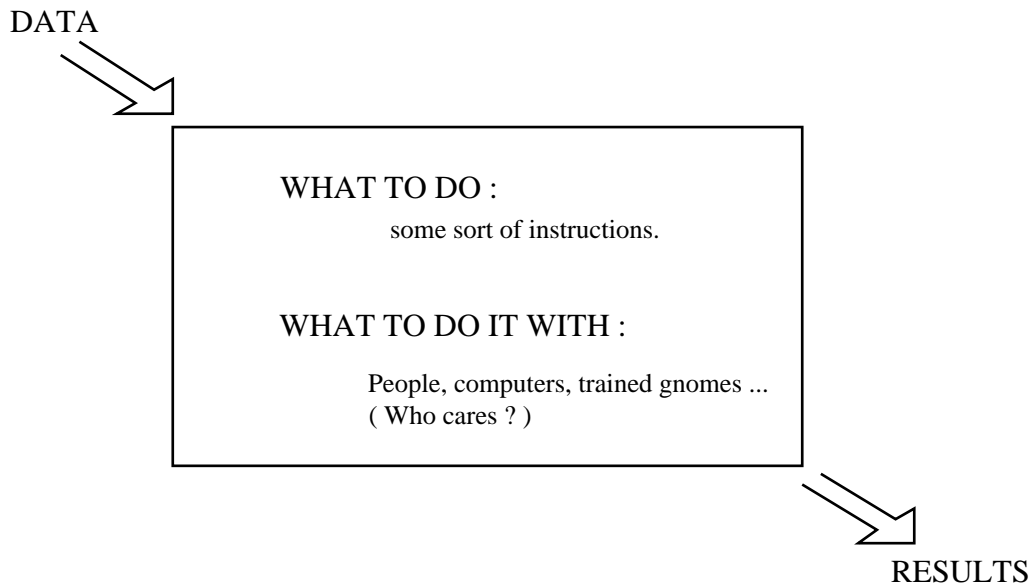 DATA
WHAT TO DO :
some sort of instructions.
WHAT TO DO IT WITH :
People, computers, trained gnomes ...
( Who cares ? )
RESULTS